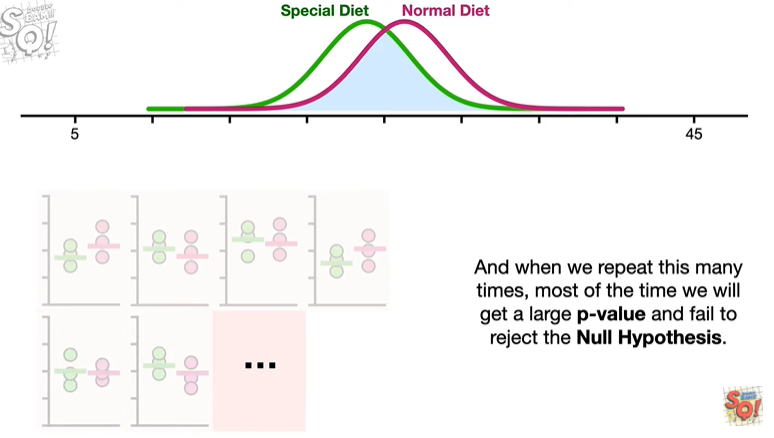 Special Diet
Normal Diet
5
45
And when we repeat this many
times, most of the time we will
get a large p-value and fail to
reject the Null Hypothesis.
...
SQ!